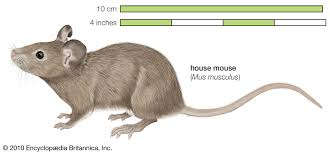 10 cm
4 inches
house mouse
(Mus musculus)
© 2010 Encyclopædia Britannica, Inc.